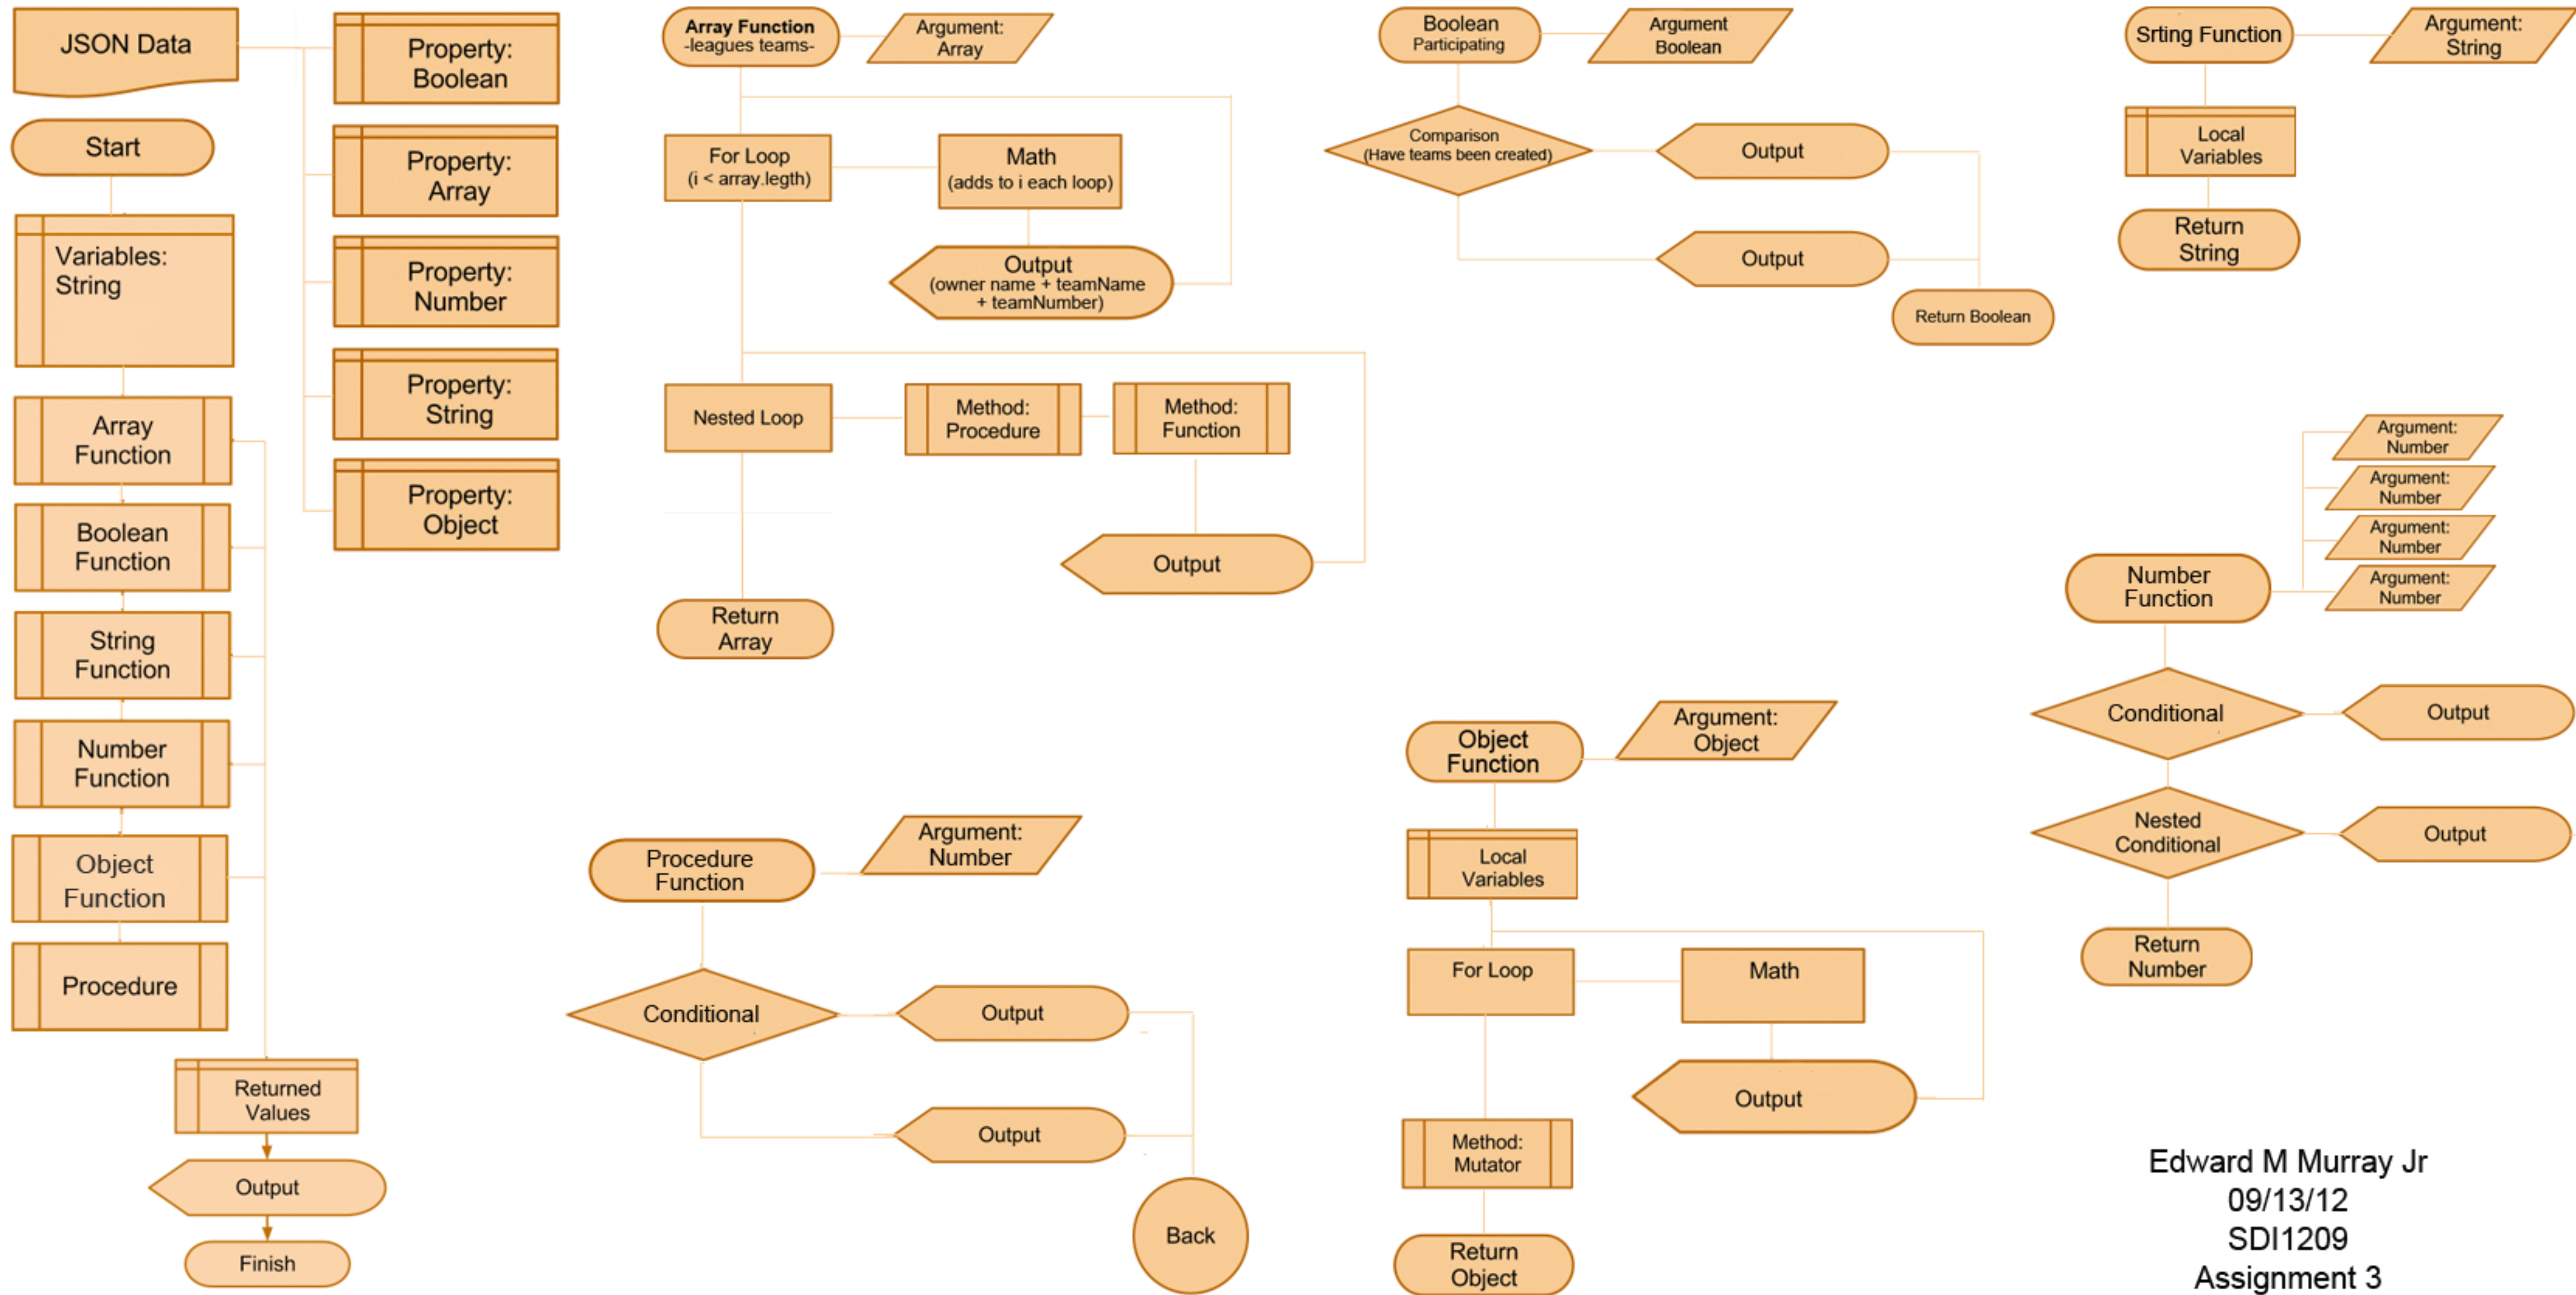 JSON Data
Property:
Boolean
Property:
Array
Property:
Number
Property:
String
Property:
Object
Start
Variables:
String
Array
Function
Boolean
Function
String
Function
Number
Function
Object
Function
Procedure
Returned
Values
Output
Finish
Array Function
-leagues teams-
Argument:
Array
For Loop
(i < array.legth)
Math
(adds to i each loop)
Output
(owner name + teamName
+ teamNumber)
Nested Loop
Method:
Procedure
Method:
Function
Output
Return
Array
Boolean
Participating
Argument
Boolean
Comparison
(Have teams been created)
Output
Output
Return Boolean
Srting Function
Argument:
String
Local
Variables
Return
String
Argument:
Number
Argument:
Number
Argument:
Number
Argument:
Number
Number
Function
Conditional
Output
Nested
Conditional
Output
Return
Number
Procedure
Function
Argument:
Number
Conditional
Output
Output
Back
Object
Function
Argument:
Object
Local
Variables
For Loop
Math
Output
Method:
Mutator
Return
Object
Edward M Murray Jr
09/13/12
SDI1209
Assignment 3